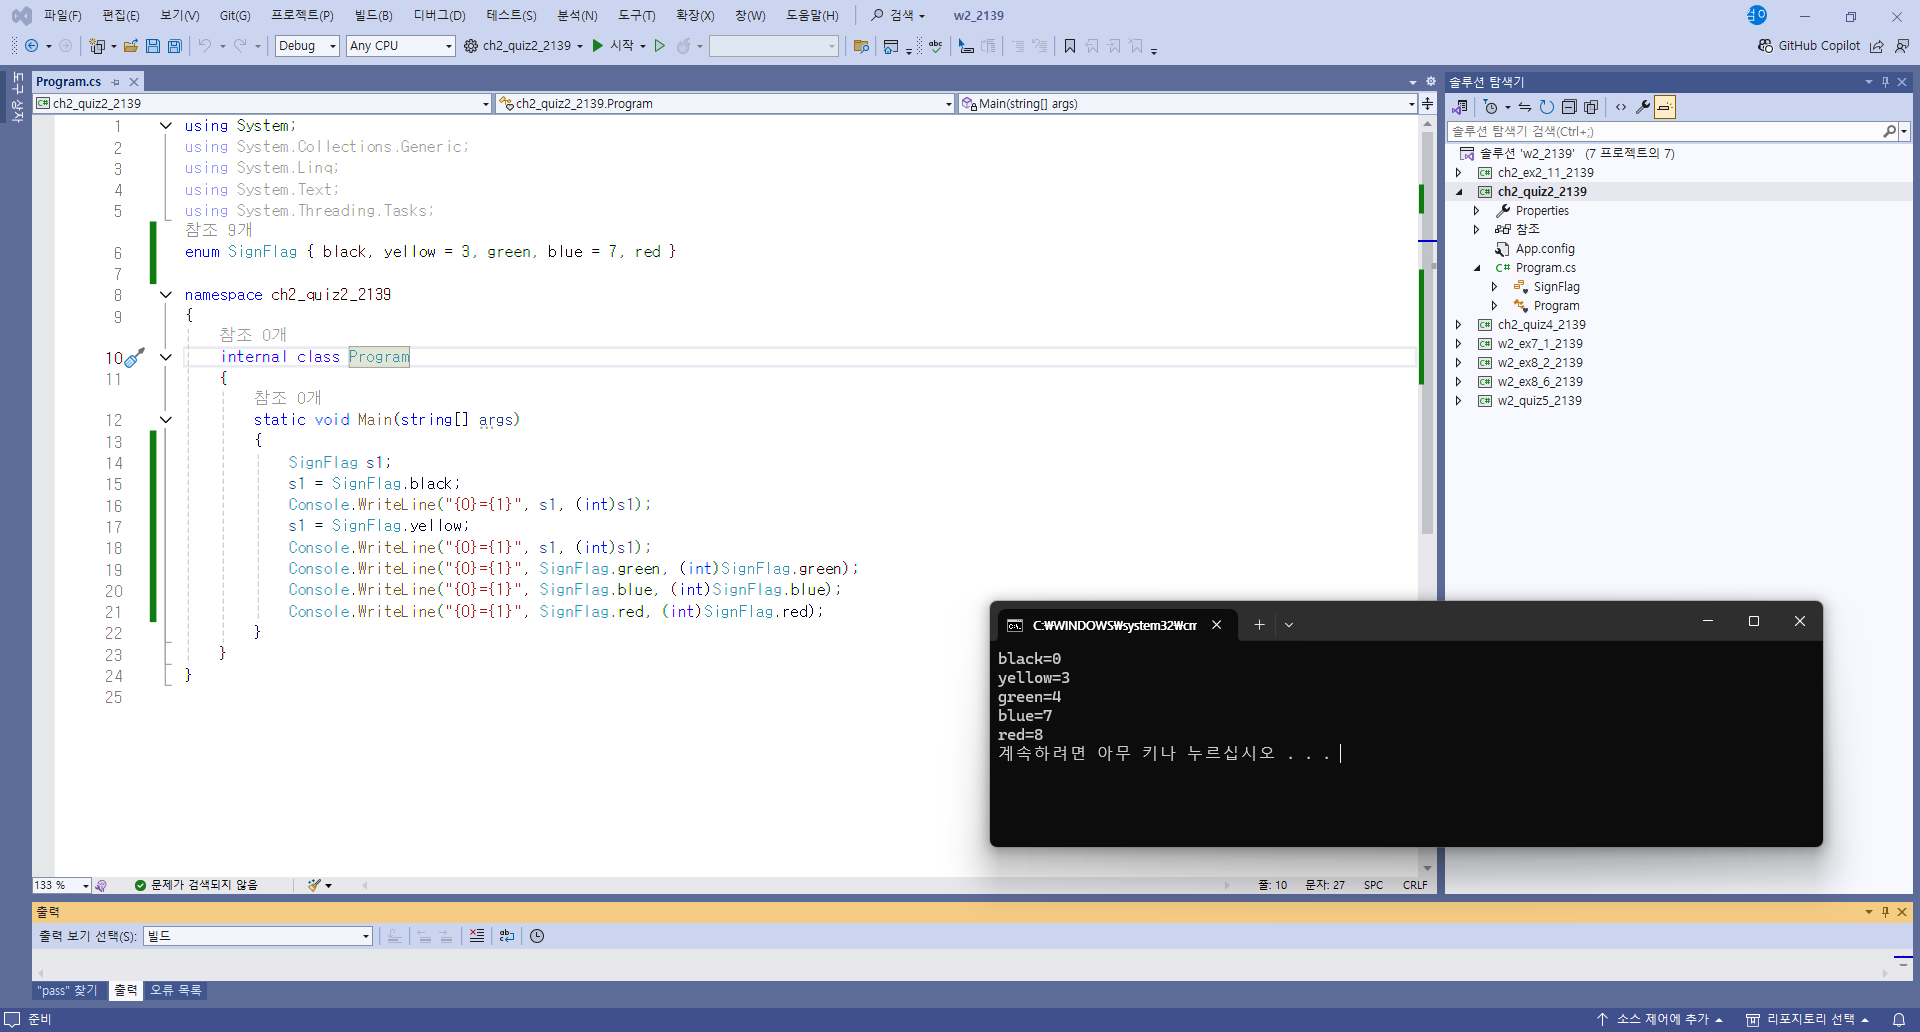 파일(F) 편집(E) 보기(V) Git(G) 프로젝트(P) 빌드(B) 디버그(D) 테스트(S) 분석(N) 도구(T) 확장(X) 창(W) 도움말(H) 검색 w2_2139
Debug Any CPU ch2_quiz2_2139 시작 GitHub Copilot
도구 상자
Program.cs
ch2_quiz2_2139 ch2_quiz2_2139.Program Main(string[] args)
1 using System;
2 using System.Collections.Generic;
3 using System.Linq;
4 using System.Text;
5 using System.Threading.Tasks;
참조 9개
6 enum SignFlag { black, yellow = 3, green, blue = 7, red }
7
8 namespace ch2_quiz2_2139
9 {
참조 0개
10 internal class Program
11 {
참조 0개
12 static void Main(string[] args)
13 {
14 SignFlag s1;
15 s1 = SignFlag.black;
16 Console.WriteLine("{0}={1}", s1, (int)s1);
17 s1 = SignFlag.yellow;
18 Console.WriteLine("{0}={1}", s1, (int)s1);
19 Console.WriteLine("{0}={1}", SignFlag.green, (int)SignFlag.green);
20 Console.WriteLine("{0}={1}", SignFlag.blue, (int)SignFlag.blue);
21 Console.WriteLine("{0}={1}", SignFlag.red, (int)SignFlag.red);
22 }
23 }
24 }
25
133 % 문제가 검색되지 않음 줄: 10 문자: 27 SPC CRLF
솔루션 탐색기
솔루션 탐색기 검색(Ctrl+;)
솔루션 'w2_2139' (7 프로젝트의 7)
ch2_ex2_11_2139
ch2_quiz2_2139
Properties
참조
App.config
C# Program.cs
SignFlag
Program
ch2_quiz4_2139
w2_ex7_1_2139
w2_ex8_2_2139
w2_ex8_6_2139
w2_quiz5_2139
C:₩WINDOWS₩system32₩cm
black=0
yellow=3
green=4
blue=7
red=8
계속하려면 아무 키나 누르십시오 . . .
출력
출력 보기 선택(S): 빌드
"pass" 찾기 출력 오류 목록
준비 소스 제어에 추가 리포지토리 선택